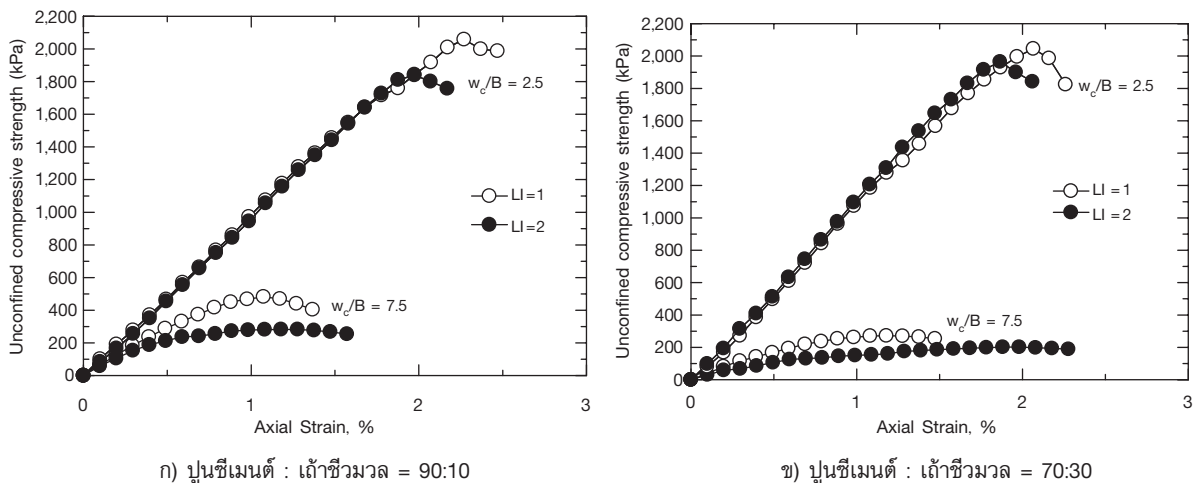 Unconfined compressive strength (kPa)
2,200
2,000
1,800
1,600
1,400
1,200
1,000
800
600
400
200
0
w_c/B = 2.5
LI=1
LI=2
w_c/B = 7.5
0 1 2 3
Axial Strain, %
ก) ปูนซีเมนต์ : เถ้าชีวมวล = 90:10
Unconfined compressive strength (kPa)
2,200
2,000
1,800
1,600
1,400
1,200
1,000
800
600
400
200
0
w_c/B = 2.5
LI=1
LI=2
w_c/B = 7.5
0 1 2 3
Axial Strain, %
ข) ปูนซีเมนต์ : เถ้าชีวมวล = 70:30